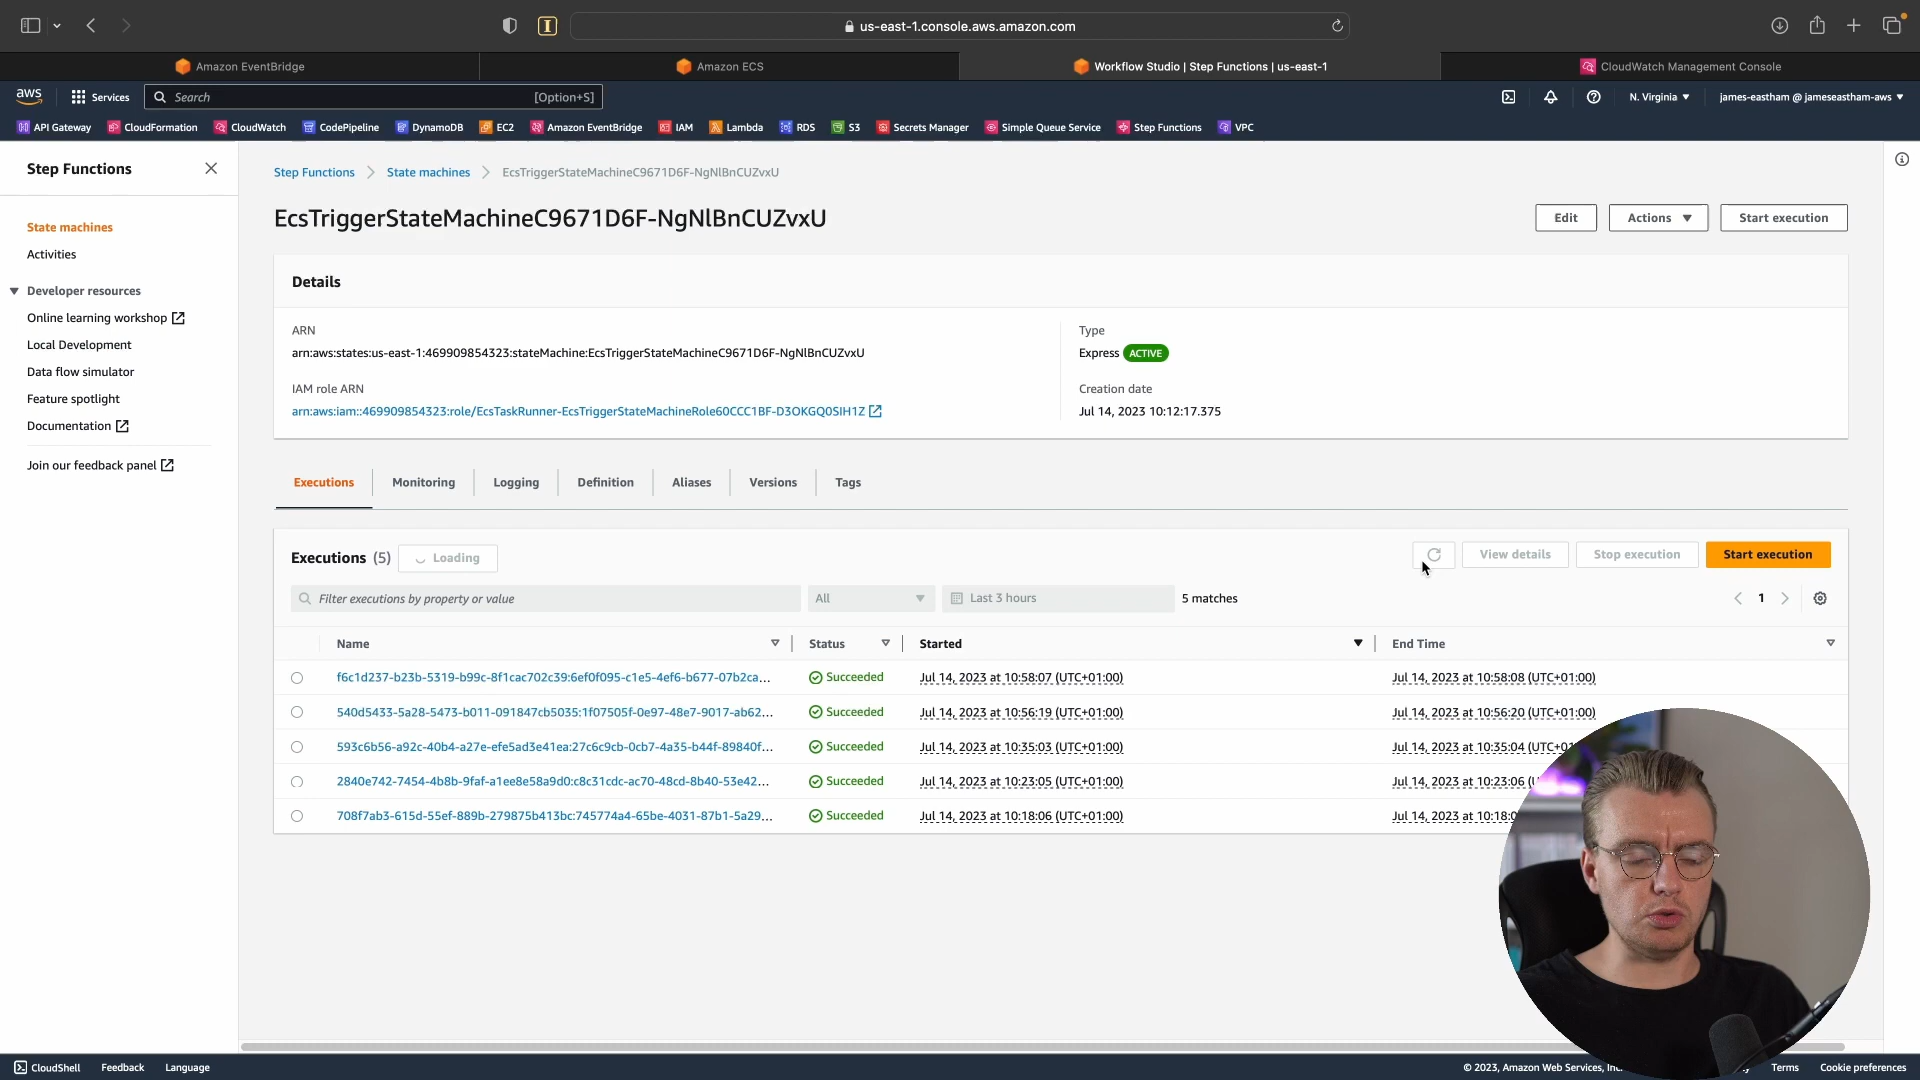 us-east-1.console.aws.amazon.com
Amazon EventBridge
Amazon ECS
Workflow Studio | Step Functions | us-east-1
CloudWatch Management Console
aws
Services
Search
[Option+S]
N. Virginia
james-eastham @ jameseastham-aws
API Gateway
CloudFormation
CloudWatch
CodePipeline
DynamoDB
EC2
Amazon EventBridge
IAM
Lambda
RDS
S3
Secrets Manager
Simple Queue Service
Step Functions
VPC
Step Functions
State machines
Activities
Developer resources
Online learning workshop
Local Development
Data flow simulator
Feature spotlight
Documentation
Join our feedback panel
Step Functions
State machines
EcsTriggerStateMachineC9671D6F-NgNlBnCUZvxU
EcsTriggerStateMachineC9671D6F-NgNlBnCUZvxU
Edit
Actions
Start execution
Details
ARN
arn:aws:states:us-east-1:469909854323:stateMachine:EcsTriggerStateMachineC9671D6F-NgNlBnCUZvxU
IAM role ARN
arn:aws:iam::469909854323:role/EcsTaskRunner-EcsTriggerStateMachineRole60CCC1BF-D3OKGQ0SIH1Z
Type
Express ACTIVE
Creation date
Jul 14, 2023 10:12:17.375
Executions
Monitoring
Logging
Definition
Aliases
Versions
Tags
Executions (5)
Loading
View details
Stop execution
Start execution
Filter executions by property or value
All
Last 3 hours
5 matches
1
Name
Status
Started
End Time
f6c1d237-b23b-5319-b99c-8f1cac702c39:6ef0f095-c1e5-4ef6-b677-07b2ca...
Succeeded
Jul 14, 2023 at 10:58:07 (UTC+01:00)
Jul 14, 2023 at 10:58:08 (UTC+01:00)
540d5433-5a28-5473-b011-091847cb5035:1f07505f-0e97-48e7-9017-ab62...
Succeeded
Jul 14, 2023 at 10:56:19 (UTC+01:00)
Jul 14, 2023 at 10:56:20 (UTC+01:00)
593c6b56-a92c-40b4-a27e-efe5ad3e41ea:27c6c9cb-0cb7-4a35-b44f-89840f...
Succeeded
Jul 14, 2023 at 10:35:03 (UTC+01:00)
Jul 14, 2023 at 10:35:04
2840e742-7454-4b8b-9faf-a1ee8e58a9d0:c8c31cdc-ac70-48cd-8b40-53e42...
Succeeded
Jul 14, 2023 at 10:23:05 (UTC+01:00)
Jul 14, 2023 at 10:23:06
708f7ab3-615d-55ef-889b-279875b413bc:745774a4-65be-4031-87b1-5a29...
Succeeded
Jul 14, 2023 at 10:18:06 (UTC+01:00)
Jul 14, 2023 at
CloudShell
Feedback
Language
© 2023, Amazon Web Services,
Terms
Cookie preferences